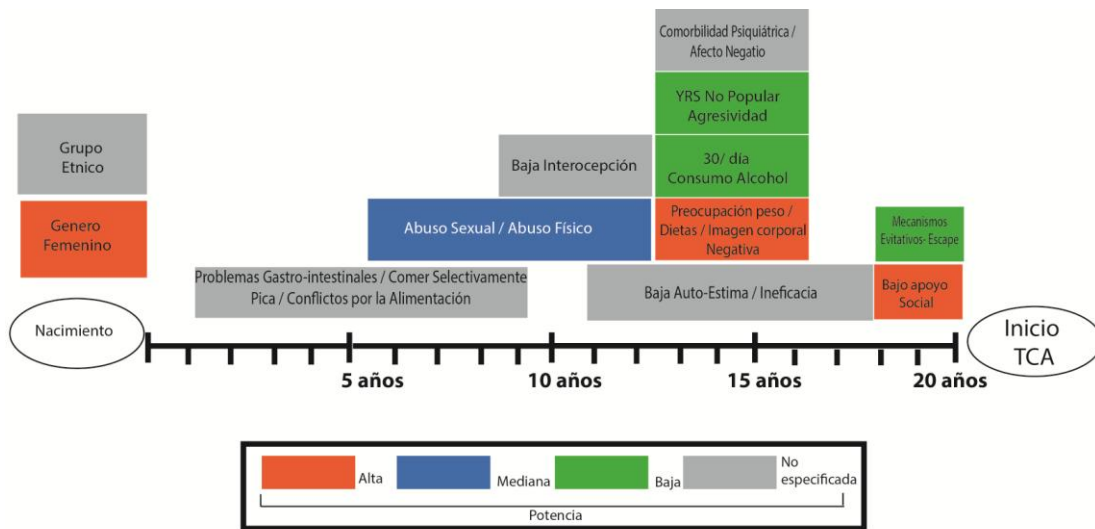 Comorbilidad Psiquiátrica /
Afecto Negatio
YRS No Popular
Agresividad
Grupo
Etnico
Baja Interocepción
30/ día
Consumo Alcohol
Genero
Femenino
Abuso Sexual / Abuso Físico
Preocupación peso /
Dietas / Imagen corporal
Negativa
Mecanismos
Evitativos- Escape
Problemas Gastro-intestinales / Comer Selectivamente
Pica / Conflictos por la Alimentación
Baja Auto-Estima / Ineficacia
Bajo apoyo
Social
Nacimiento
Inicio
TCA
5 años
10 años
15 años
20 años
Alta
Mediana
Baja
No
especificada
Potencia